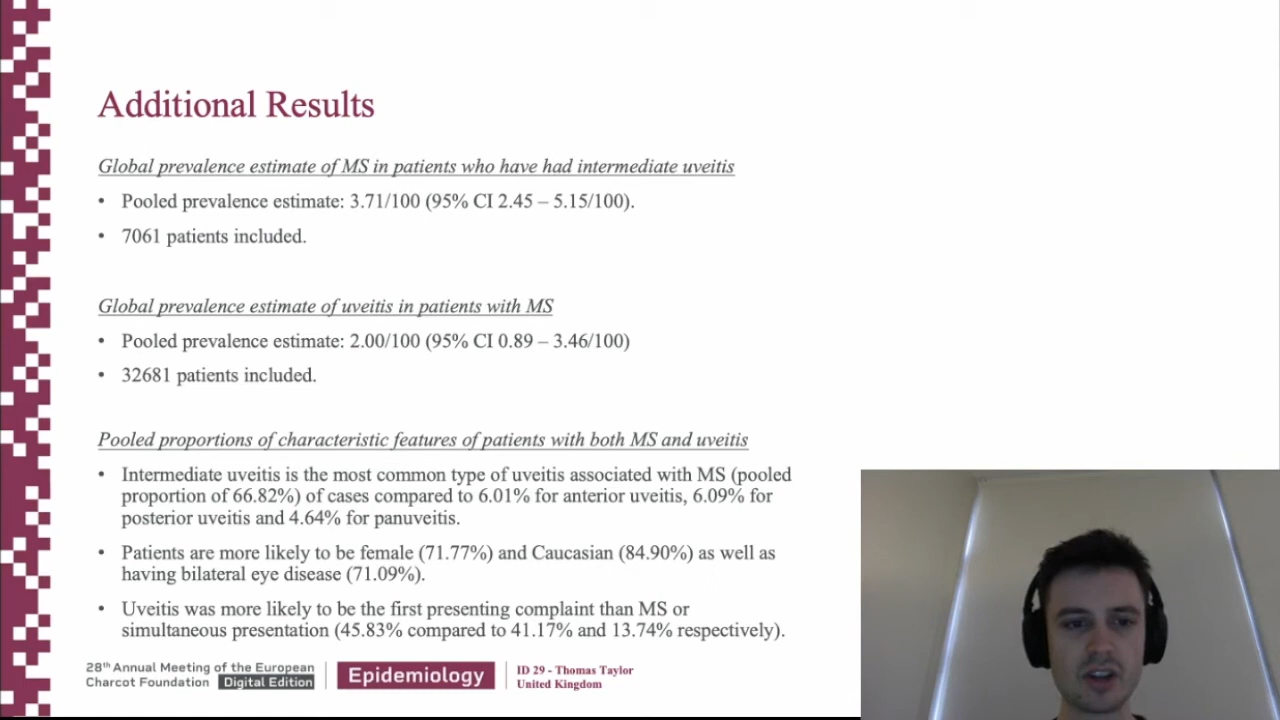 Additional Results
Global prevalence estimate of MS in patients who have had intermediate uveitis
• Pooled prevalence estimate: 3.71/100 (95% CI 2.45 – 5.15/100).
• 7061 patients included.
Global prevalence estimate of uveitis in patients with MS
• Pooled prevalence estimate: 2.00/100 (95% CI 0.89 – 3.46/100)
• 32681 patients included.
Pooled proportions of characteristic features of patients with both MS and uveitis
• Intermediate uveitis is the most common type of uveitis associated with MS (pooled
proportion of 66.82%) of cases compared to 6.01% for anterior uveitis, 6.09% for
posterior uveitis and 4.64% for panuveitis.
• Patients are more likely to be female (71.77%) and Caucasian (84.90%) as well as
having bilateral eye disease (71.09%).
• Uveitis was more likely to be the first presenting complaint than MS or
simultaneous presentation (45.83% compared to 41.17% and 13.74% respectively).
28th Annual Meeting of the European
Charcot Foundation Digital Edition
Epidemiology
ID 29 - Thomas Taylor
United Kingdom